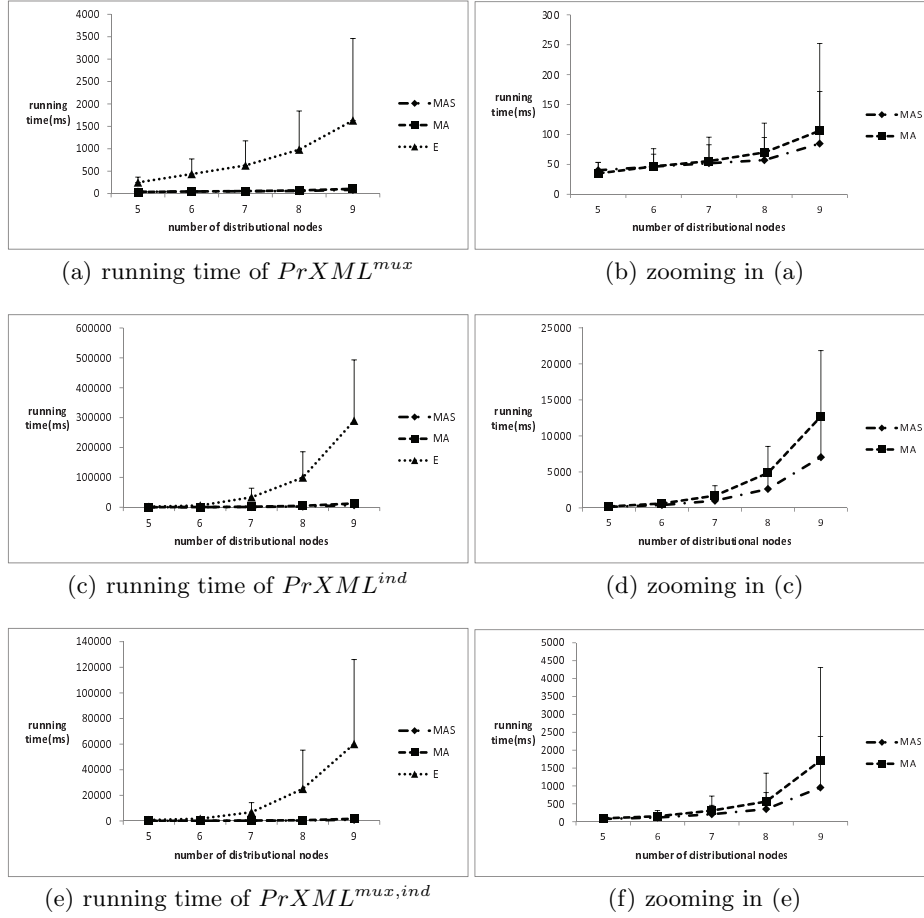 4000
3500
3000
2500
2000
1500
1000
500
0
running
time(ms)
5 6 7 8 9
number of distributional nodes
MAS
MA
E
(a) running time of PrXML^{mux}
300
250
200
150
100
50
0
running
time(ms)
5 6 7 8 9
number of distributional nodes
MAS
MA
(b) zooming in (a)
600000
500000
400000
300000
200000
100000
0
running
time(ms)
5 6 7 8 9
number of distributional nodes
MAS
MA
E
(c) running time of PrXML^{ind}
25000
20000
15000
10000
5000
0
running
time(ms)
5 6 7 8 9
number of distributional nodes
MAS
MA
(d) zooming in (c)
140000
120000
100000
80000
60000
40000
20000
0
running
time(ms)
5 6 7 8 9
number of distributional nodes
MAS
MA
E
(e) running time of PrXML^{mux,ind}
5000
4500
4000
3500
3000
2500
2000
1500
1000
500
0
running
time(ms)
5 6 7 8 9
number of distributional nodes
MAS
MA
(f) zooming in (e)